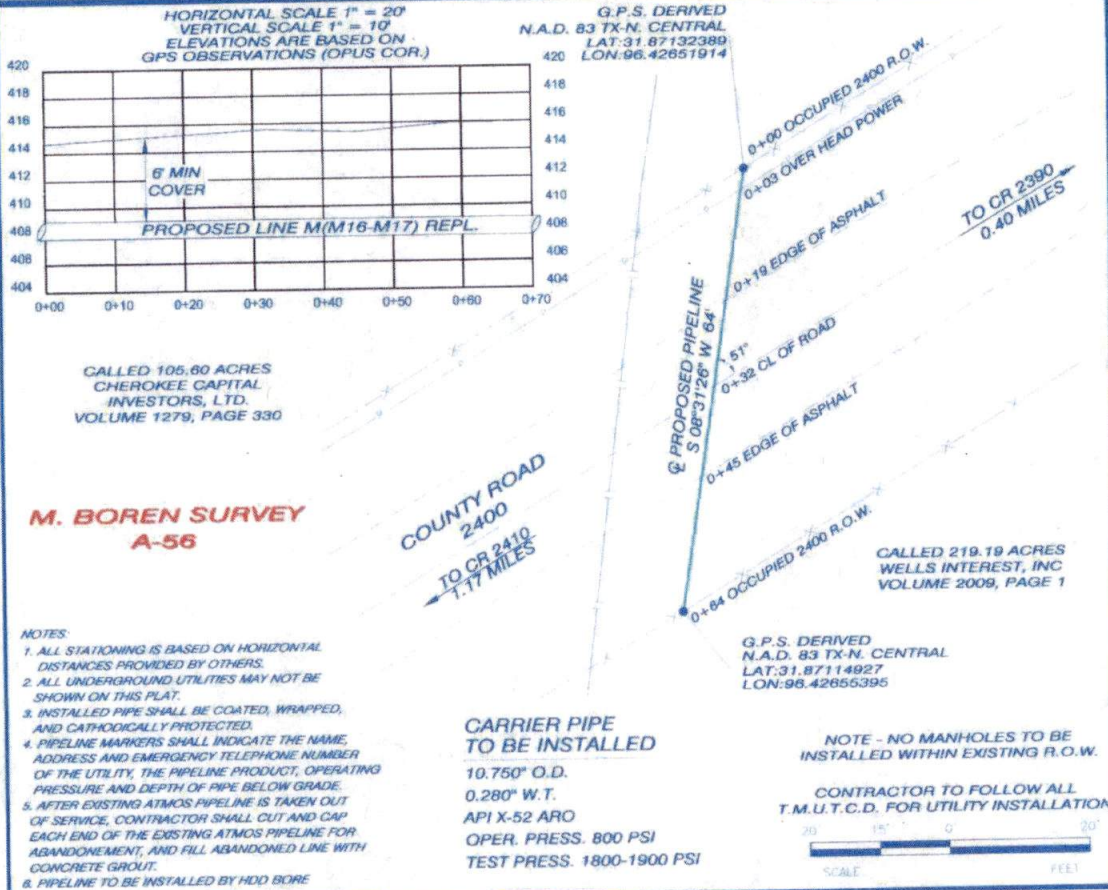 HORIZONTAL SCALE 1" = 20'
VERTICAL SCALE 1" = 10'
ELEVATIONS ARE BASED ON
GPS OBSERVATIONS (OPUS COR.)
420
418
416
414
412
410
408
406
404
420
418
416
414
412
410
408
406
404
6' MIN
COVER
PROPOSED LINE M(M16-M17) REPL.
0+00 0+10 0+20 0+30 0+40 0+50 0+60 0+70
G.P.S. DERIVED
N.A.D. 83 TX-N. CENTRAL
LAT:31.87132389
LON:96.42651914
0+00 OCCUPIED 2400 R.O.W.
0+03 OVER HEAD POWER
TO CR 2390
0.40 MILES
0+19 EDGE OF ASPHALT
51°
0+32 CL OF ROAD
0+45 EDGE OF ASPHALT
℄ PROPOSED PIPELINE
S 08°31'26" W 64'
0+64 OCCUPIED 2400 R.O.W.
CALLED 105.60 ACRES
CHEROKEE CAPITAL
INVESTORS, LTD.
VOLUME 1279, PAGE 330
M. BOREN SURVEY
A-56
COUNTY ROAD
2400
TO CR 2410
1.17 MILES
CALLED 219.19 ACRES
WELLS INTEREST, INC
VOLUME 2009, PAGE 1
G.P.S. DERIVED
N.A.D. 83 TX-N. CENTRAL
LAT:31.87114927
LON:96.42655395
NOTES:
1. ALL STATIONING IS BASED ON HORIZONTAL
DISTANCES PROVIDED BY OTHERS.
2. ALL UNDERGROUND UTILITIES MAY NOT BE
SHOWN ON THIS PLAT.
3. INSTALLED PIPE SHALL BE COATED, WRAPPED,
AND CATHODICALLY PROTECTED.
4. PIPELINE MARKERS SHALL INDICATE THE NAME,
ADDRESS AND EMERGENCY TELEPHONE NUMBER
OF THE UTILITY, THE PIPELINE PRODUCT, OPERATING
PRESSURE AND DEPTH OF PIPE BELOW GRADE.
5. AFTER EXISTING ATMOS PIPELINE IS TAKEN OUT
OF SERVICE, CONTRACTOR SHALL CUT AND CAP
EACH END OF THE EXISTING ATMOS PIPELINE FOR
ABANDONEMENT, AND FILL ABANDONED LINE WITH
CONCRETE GROUT.
6. PIPELINE TO BE INSTALLED BY HDD BORE
CARRIER PIPE
TO BE INSTALLED
10.750" O.D.
0.280" W.T.
API X-52 ARO
OPER. PRESS. 800 PSI
TEST PRESS. 1800-1900 PSI
NOTE - NO MANHOLES TO BE
INSTALLED WITHIN EXISTING R.O.W.
CONTRACTOR TO FOLLOW ALL
T.M.U.T.C.D. FOR UTILITY INSTALLATION
20 15' 0' 20'
SCALE FEET